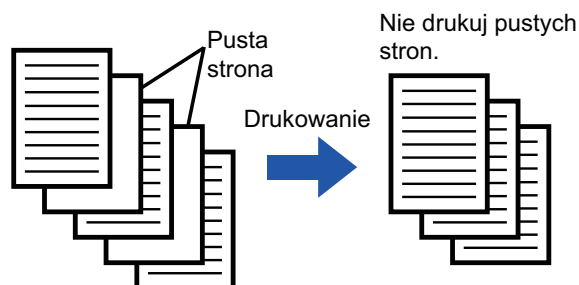 Pusta
strona
Drukowanie
Nie drukuj pustych
stron.